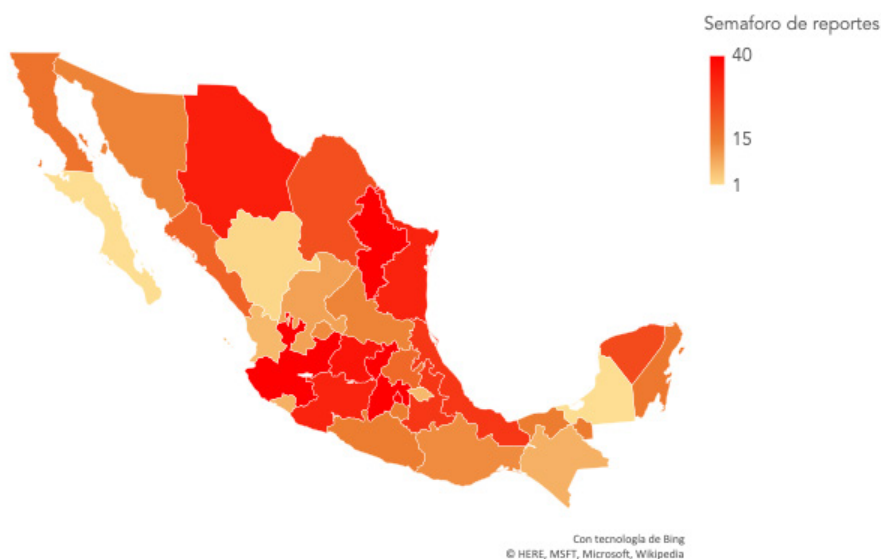 Semaforo de reportes
40
15
1
Con tecnología de Bing
© HERE, MSFT, Microsoft, Wikipedia